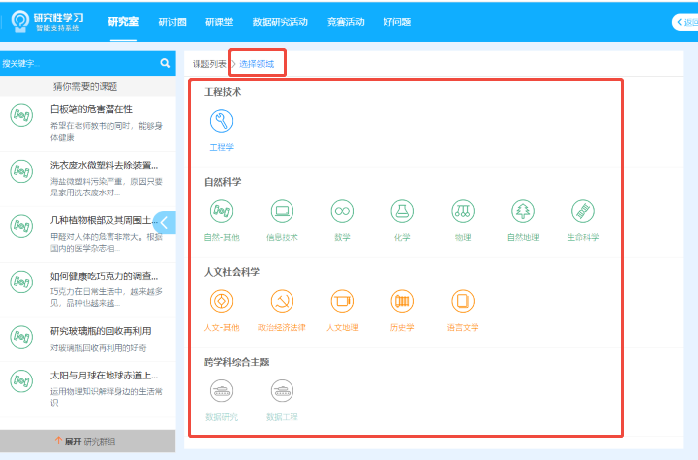 研究性学习
智能支持系统
研究室 研讨圈 研课堂 数据研究活动 竞赛活动 好问题
返回
搜关键字...
猜你需要的课题
白板笔的危害潜在性
希望在老师教书的同时，能够身
体健康
洗衣废水微塑料去除装置...
海盐微塑料污染严重，原因只要
是家用洗衣废水对...
几种植物根部及其周围土...
甲醛对人体的危害非常大。根据
国内的医学杂志相...
如何健康吃巧克力的调查...
巧克力在日常生活中，越来越多
见，品种也越来越...
研究玻璃瓶的回收再利用
对玻璃瓶回收再利用的好奇
太阳与月球在地球赤道上...
运用物理知识解释身边的生活常
识
展开 研究群组
课题列表 > 选择领域
工程技术
工程学
自然科学
自然-其他 信息技术 数学 化学 物理 自然地理 生命科学
人文社会科学
人文-其他 政治经济法律 人文地理 历史学 语言文学
跨学科综合主题
数据研究 数据工程